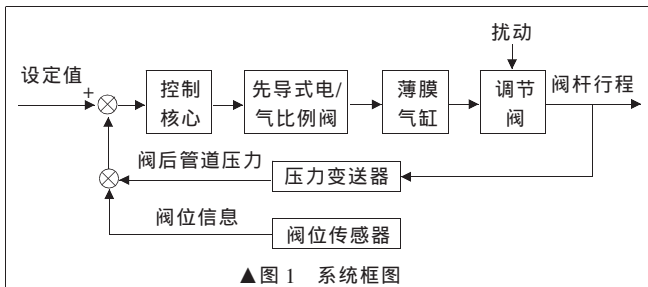 扰动
设定值
+
控制
核心
先导式电/
气比例阀
薄膜
气缸
调节
阀
阀杆行程
阀后管道压力
压力变送器
阀位信息
阀位传感器
▲图 1 系统框图